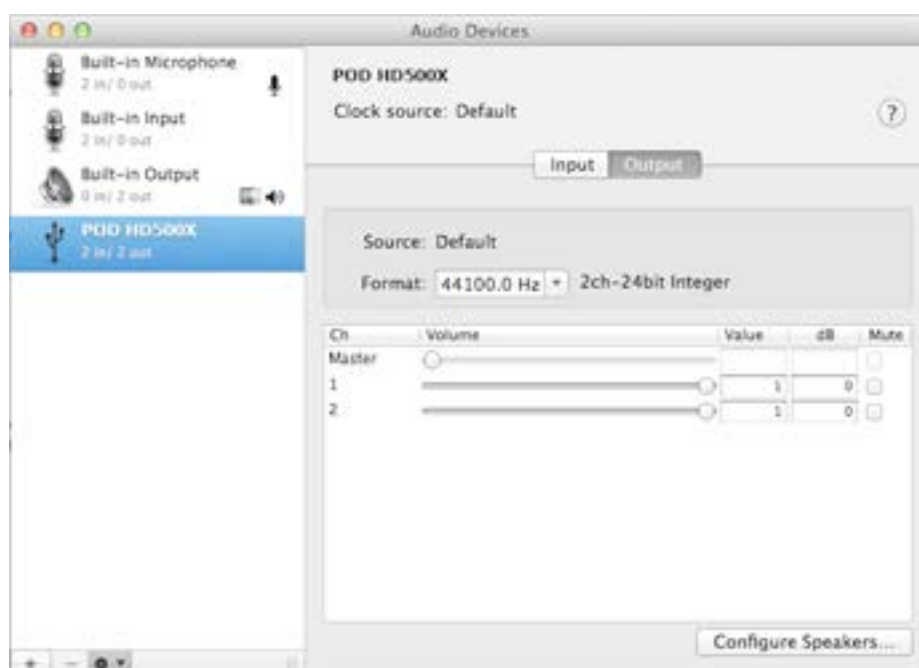 Audio Devices
Built-in Microphone
2 in/ 0 out
Built-in Input
2 in/ 0 out
Built-in Output
0 in/ 2 out
POD HD500X
2 in/ 2 out
POD HD500X
Clock source: Default
?
Input Output
Source: Default
Format: 44100.0 Hz 2ch-24bit Integer
Ch Volume Value dB Mute
Master
1 1 0
2 1 0
Configure Speakers...